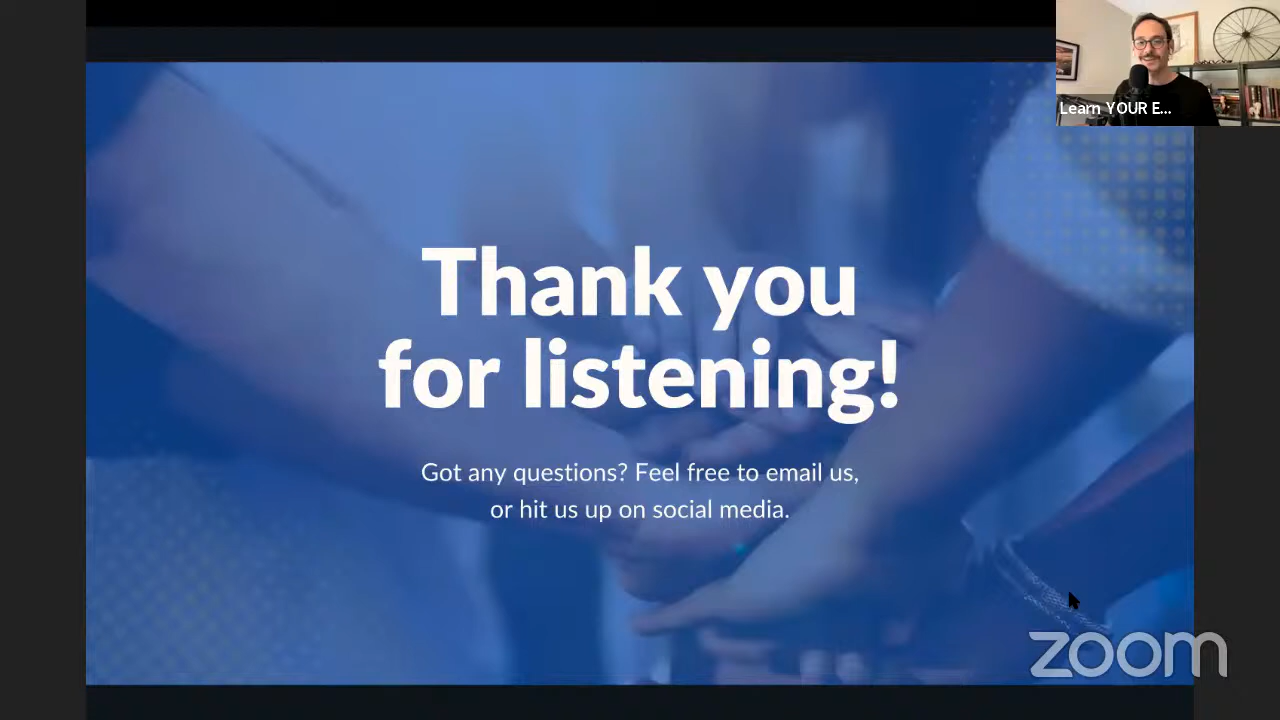 Learn YOUR E...
Thank you
for listening!
Got any questions? Feel free to email us,
or hit us up on social media.
zoom